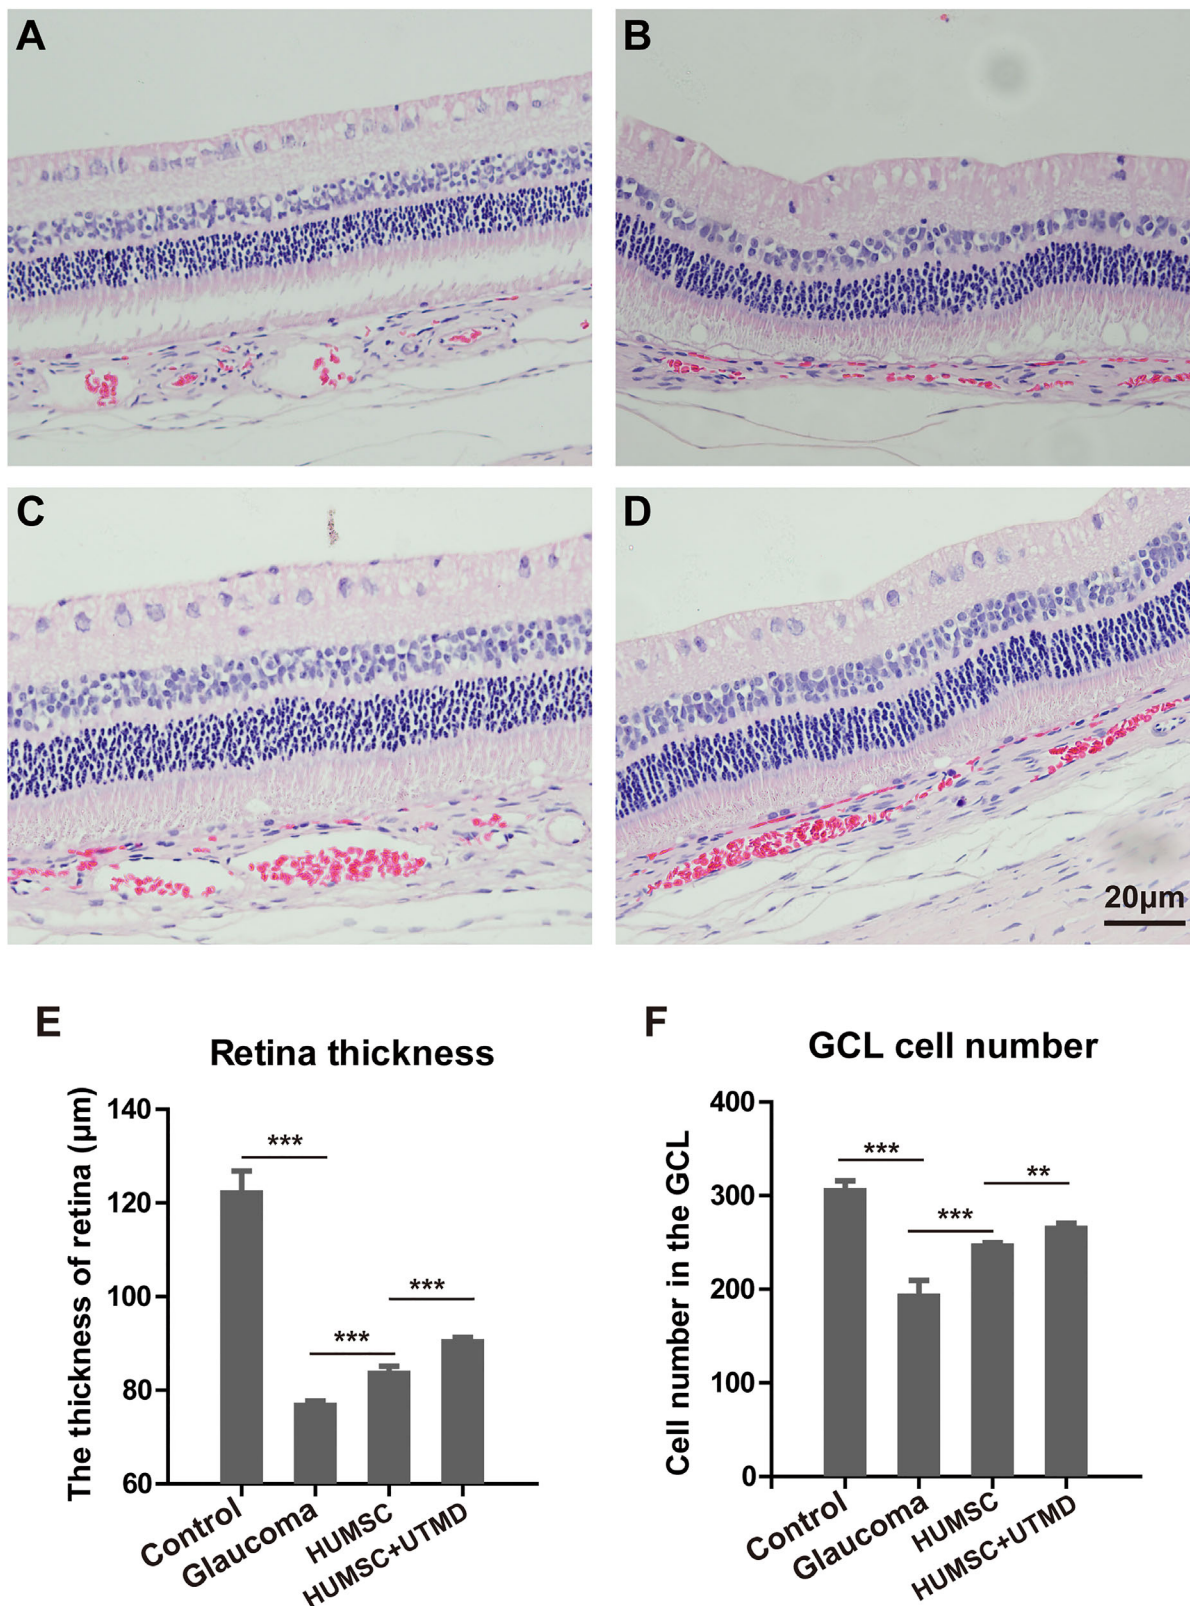 A
B
C
D
20μm
E
Retina thickness
The thickness of retina (μm)
140
120
100
80
60
***
***
***
Control
Glaucoma
HUMSC
HUMSC+UTMD
F
GCL cell number
Cell number in the GCL
400
300
200
100
0
***
***
**
Control
Glaucoma
HUMSC
HUMSC+UTMD